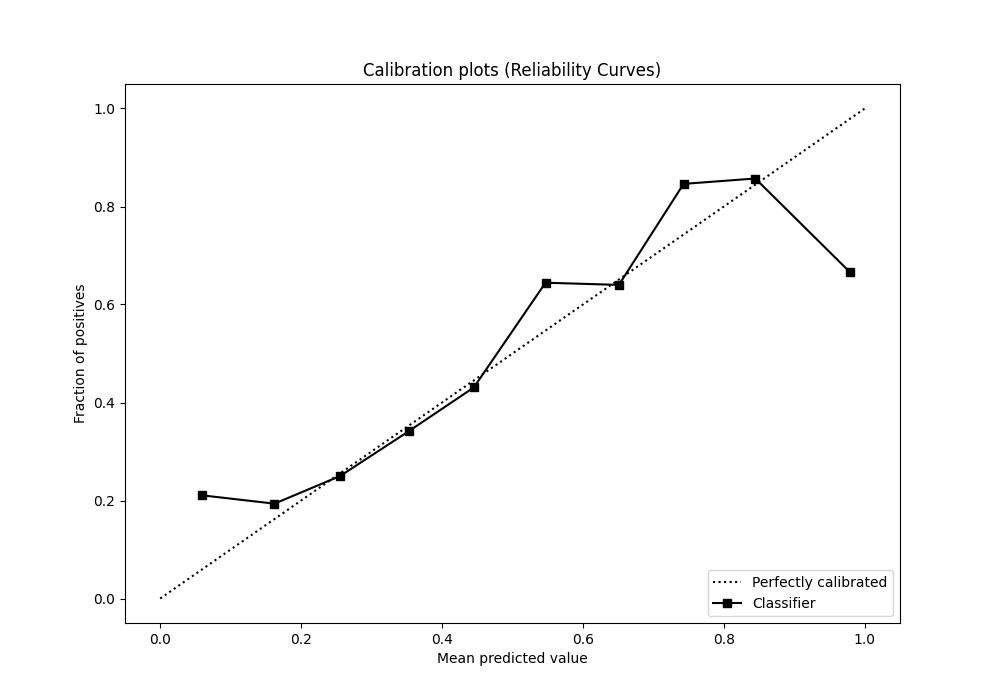 Calibration plots (Reliability Curves)
1.0
0.8
0.6
0.4
0.2
0.0
Fraction of positives
0.0 0.2 0.4 0.6 0.8 1.0
Mean predicted value
Perfectly calibrated
Classifier